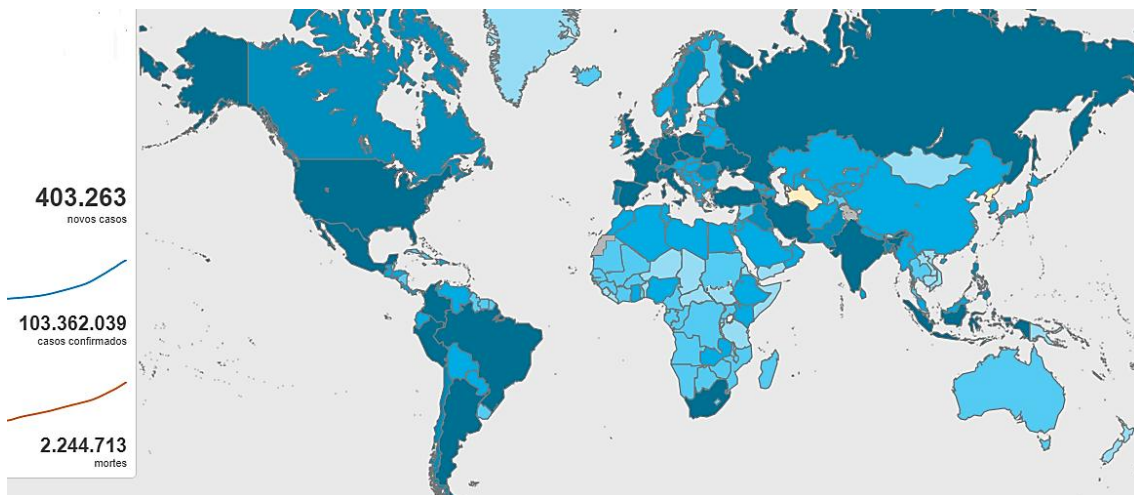 403.263
novos casos
103.362.039
casos confirmados
2.244.713
mortes